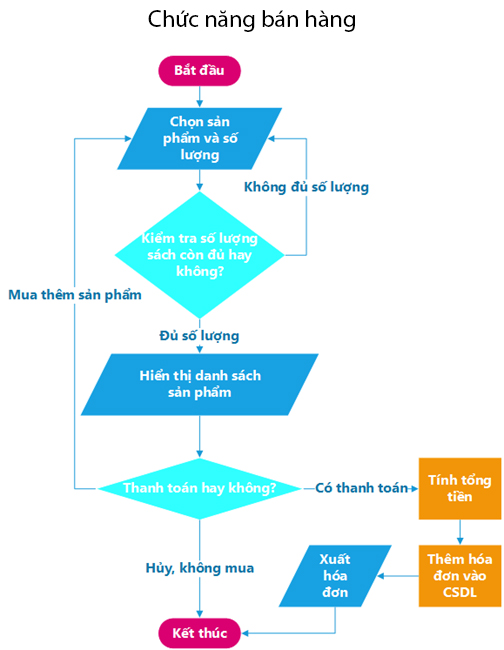 Chức năng bán hàng
Bắt đầu
Chọn sản
phẩm và số
lượng
Không đủ số lượng
Kiểm tra số lượng
sách còn đủ hay
không?
Mua thêm sản phẩm
Đủ số lượng
Hiển thị danh sách
sản phẩm
Thanh toán hay không?
Có thanh toán
Tính tổng
tiền
Hủy, không mua
Xuất
hóa
đơn
Thêm hóa
đơn vào
CSDL
Kết thúc